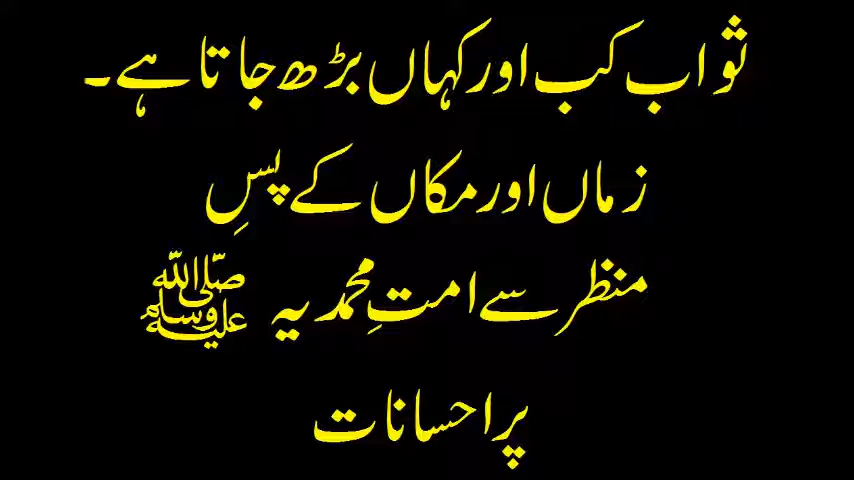 ثواب کب اور کہاں بڑھ جاتا ہے۔
زماں اور مکاں کے پسِ
منظر سے امتِ محمدیہ ﷺ
پر احسانات